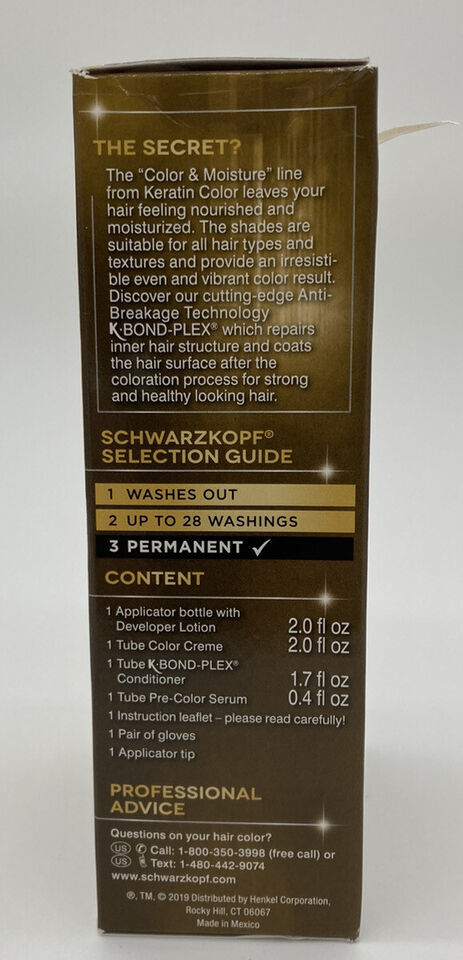 THE SECRET?
The “Color & Moisture” line
from Keratin Color leaves your
hair feeling nourished and
moisturized. The shades are
suitable for all hair types and
textures and provide an irresisti-
ble even and vibrant color result.
Discover our cutting-edge Anti-
Breakage Technology
K·BOND-PLEX® which repairs
inner hair structure and coats
the hair surface after the
coloration process for strong
and healthy looking hair.
SCHWARZKOPF®
SELECTION GUIDE
1 WASHES OUT
2 UP TO 28 WASHINGS
3 PERMANENT ✓
CONTENT
1 Applicator bottle with
Developer Lotion 2.0 fl oz
1 Tube Color Creme 2.0 fl oz
1 Tube K·BOND-PLEX®
Conditioner 1.7 fl oz
1 Tube Pre-Color Serum 0.4 fl oz
1 Instruction leaflet – please read carefully!
1 Pair of gloves
1 Applicator tip
PROFESSIONAL
ADVICE
Questions on your hair color?
US Call: 1-800-350-3998 (free call) or
US Text: 1-480-442-9074
www.schwarzkopf.com
®, TM, © 2019 Distributed by Henkel Corporation,
Rocky Hill, CT 06067
Made in Mexico